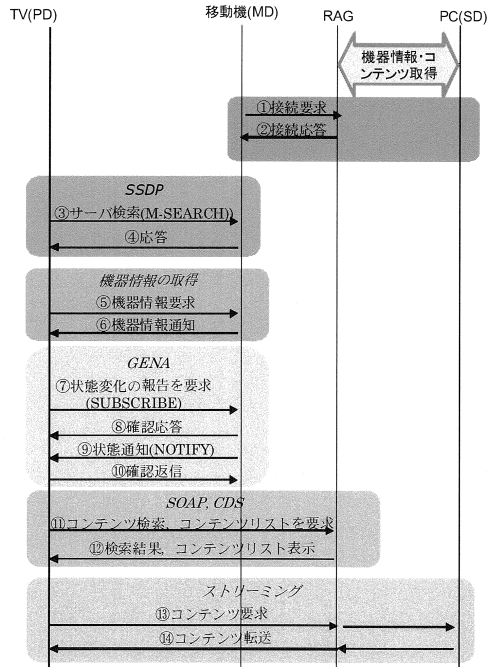 TV(PD)
移動機(MD)
RAG
PC(SD)
機器情報・コ
ンテンツ取得
①接続要求
②接続応答
SSDP
③サーバ検索(M-SEARCH))
④応答
機器情報の取得
⑤機器情報要求
⑥機器情報通知
GENA
⑦状態変化の報告を要求
(SUBSCRIBE)
⑧確認応答
⑨状態通知(NOTIFY)
⑩確認返信
SOAP, CDS
⑪コンテンツ検索、コンテンツリストを要求
⑫検索結果，コンテンツリスト表示
ストリーミング
⑬コンテンツ要求
⑭コンテンツ転送